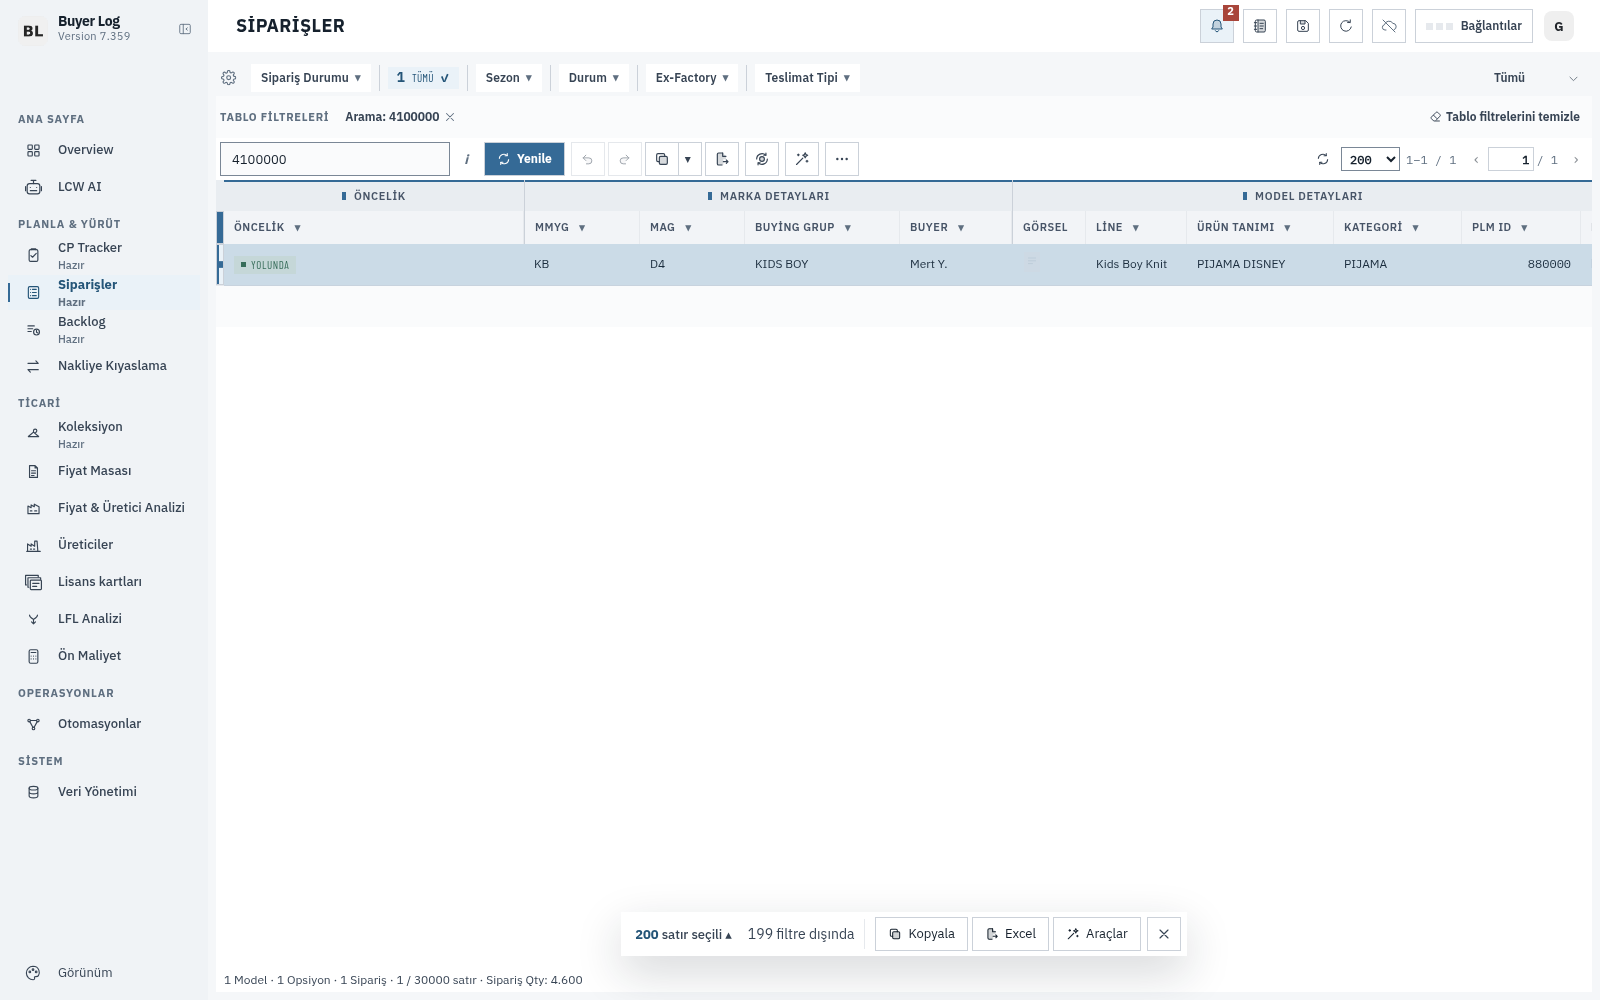 BL
Buyer Log
Version 7.359
ANA SAYFA
Overview
LCW AI
PLANLA & YÜRÜT
CP Tracker
Hazır
Siparişler
Hazır
Backlog
Hazır
Nakliye Kıyaslama
TİCARİ
Koleksiyon
Hazır
Fiyat Masası
Fiyat & Üretici Analizi
Üreticiler
Lisans kartları
LFL Analizi
Ön Maliyet
OPERASYONLAR
Otomasyonlar
SİSTEM
Veri Yönetimi
Görünüm
SİPARİŞLER
2
Bağlantılar
G
Sipariş Durumu ▾
1 TÜMÜ ✓
Sezon ▾
Durum ▾
Ex-Factory ▾
Teslimat Tipi ▾
Tümü
TABLO FİLTRELERİ Arama: 4100000 ×
Tablo filtrelerini temizle
4100000
i
Yenile
▾
200
1–1 / 1
‹
1 / 1
›
ÖNCELİK
MARKA DETAYLARI
MODEL DETAYLARI
ÖNCELİK ▼ MMYG ▼ MAG ▼ BUYİNG GRUP ▼ BUYER ▼ GÖRSEL LİNE ▼ ÜRÜN TANIMI ▼ KATEGORİ ▼ PLM ID ▼
YOLUNDA KB D4 KIDS BOY Mert Y. Kids Boy Knit PIJAMA DISNEY PIJAMA 880000
200 satır seçili ▴ 199 filtre dışında Kopyala Excel Araçlar ×
1 Model · 1 Opsiyon · 1 Sipariş · 1 / 30000 satır · Sipariş Qty: 4.600